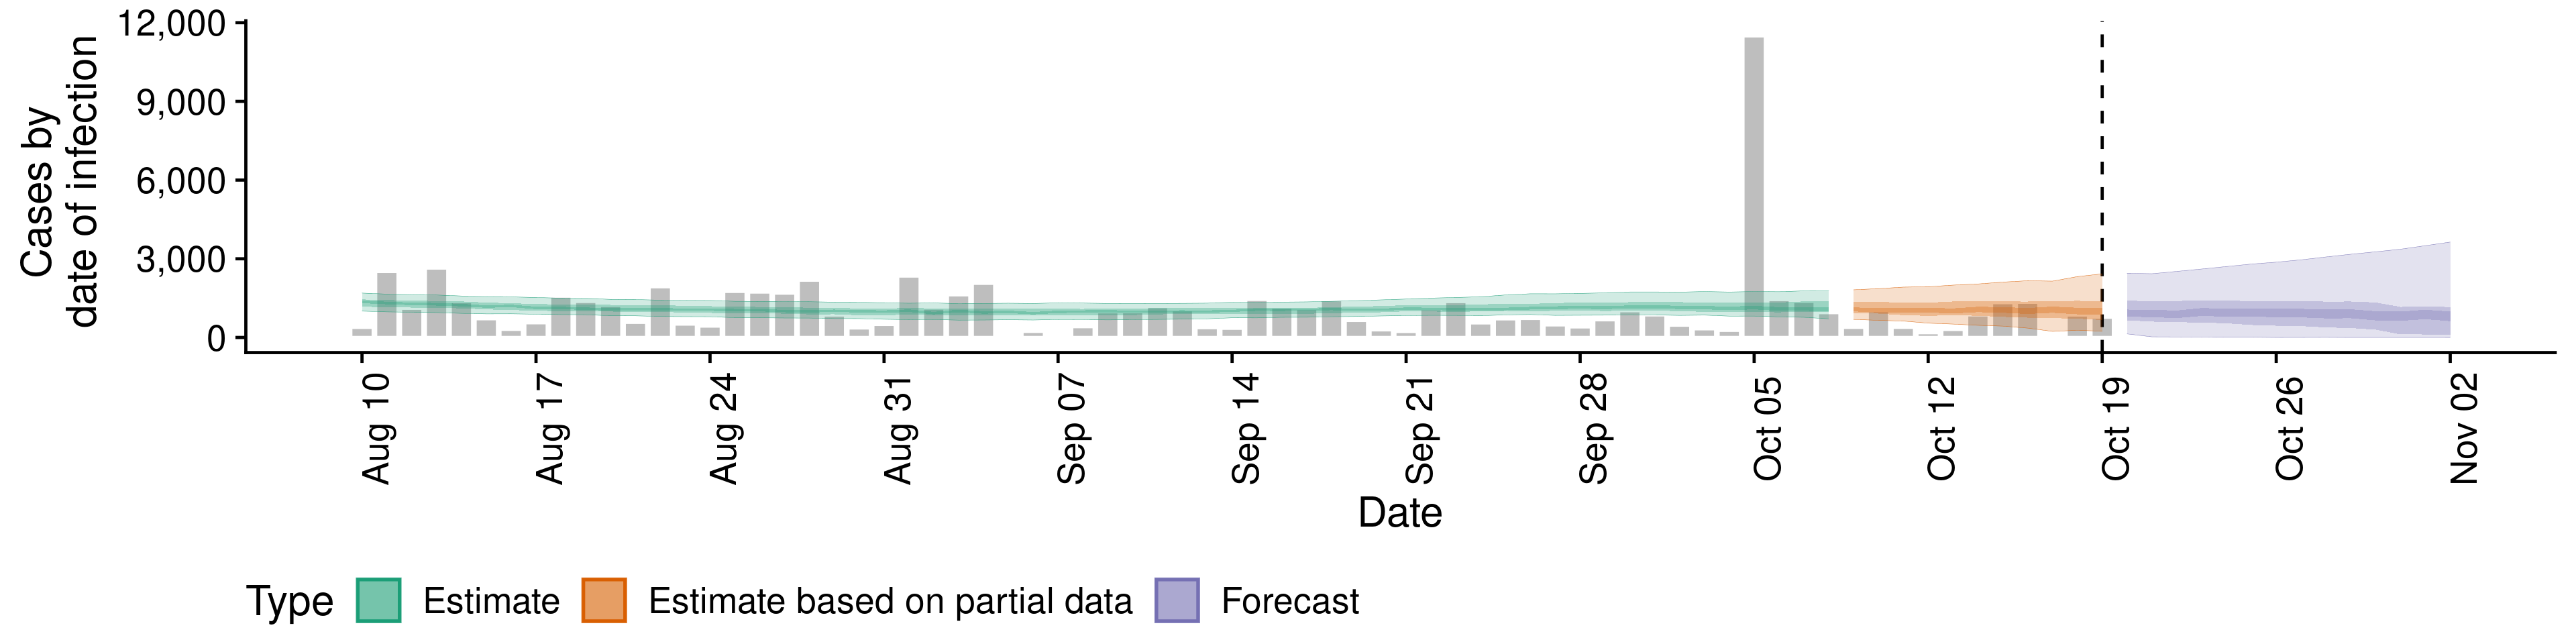 Cases by
date of infection
12,000
9,000
6,000
3,000
0
Aug 10
Aug 17
Aug 24
Aug 31
Sep 07
Sep 14
Sep 21
Sep 28
Oct 05
Oct 12
Oct 19
Oct 26
Nov 02
Date
Type Estimate Estimate based on partial data Forecast